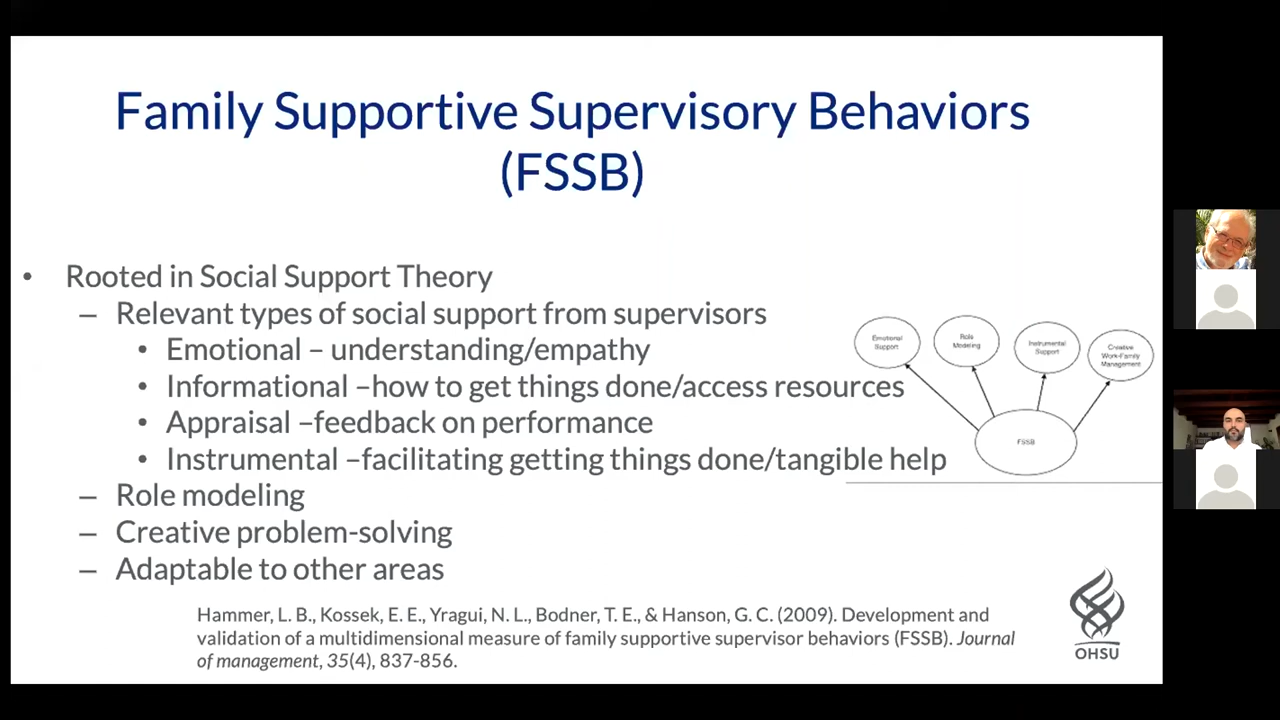 Family Supportive Supervisory Behaviors
(FSSB)
• Rooted in Social Support Theory
– Relevant types of social support from supervisors
• Emotional – understanding/empathy
• Informational –how to get things done/access resources
• Appraisal –feedback on performance
• Instrumental –facilitating getting things done/tangible help
– Role modeling
– Creative problem-solving
– Adaptable to other areas
Emotional
Support
Role
Modeling
Instrumental
Support
Creative
Work-Family
Management
FSSB
Hammer, L. B., Kossek, E. E., Yragui, N. L., Bodner, T. E., & Hanson, G. C. (2009). Development and
validation of a multidimensional measure of family supportive supervisor behaviors (FSSB). Journal
of management, 35(4), 837-856.
OHSU